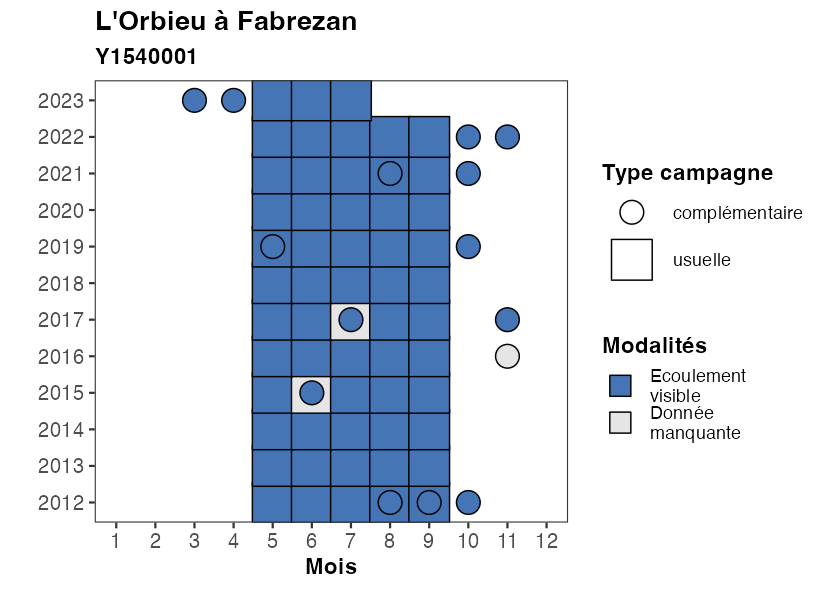 L'Orbieu à Fabrezan
Y1540001
2023
2022
2021
2020
2019
2018
2017
2016
2015
2014
2013
2012
1 2 3 4 5 6 7 8 9 10 11 12
Mois
Type campagne
complémentaire
usuelle
Modalités
Ecoulement
visible
Donnée
manquante